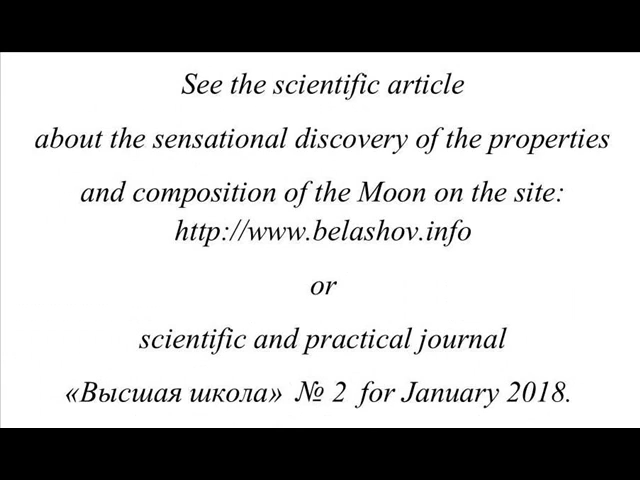 See the scientific article
about the sensational discovery of the properties
and composition of the Moon on the site:
http://www.belashov.info
or
scientific and practical journal
«Высшая школа» № 2 for January 2018.